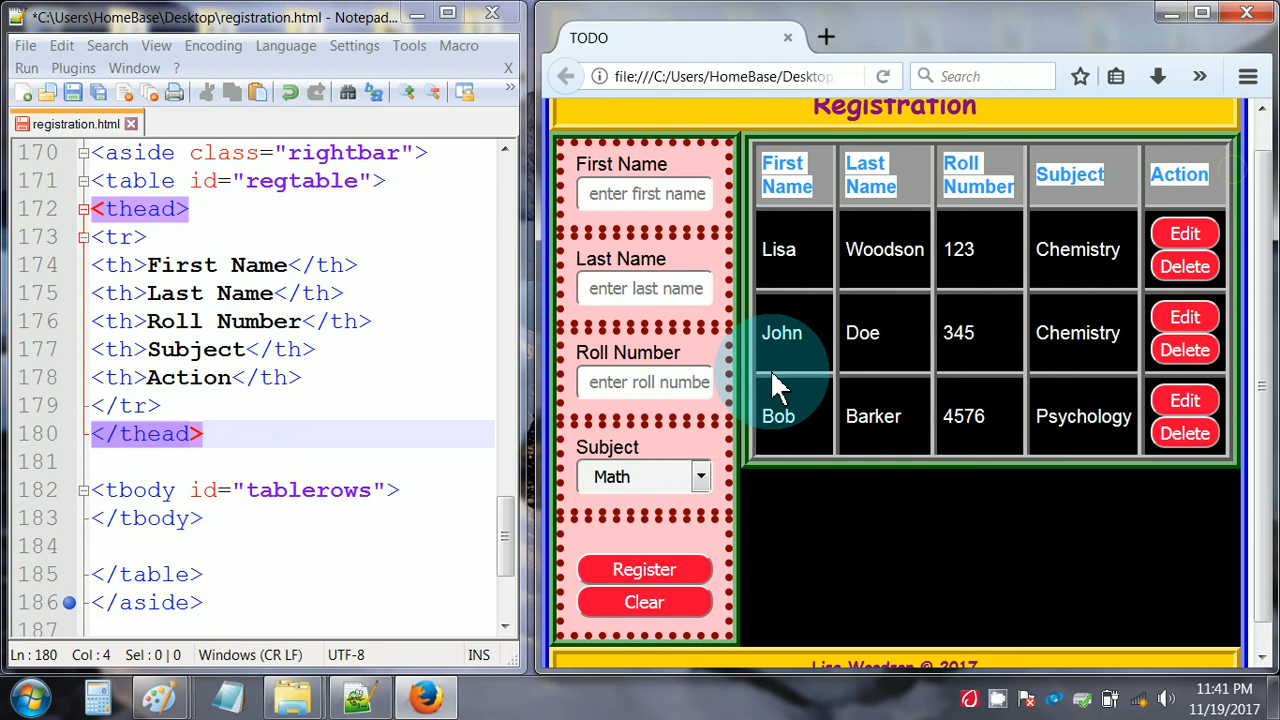 *C:\Users\HomeBase\Desktop\registration.html - Notepad...
File Edit Search View Encoding Language Settings Tools Macro
Run Plugins Window ? X
registration.html
170 <aside class="rightbar">
171 <table id="regtable">
172 <thead>
173 <tr>
174 <th>First Name</th>
175 <th>Last Name</th>
176 <th>Roll Number</th>
177 <th>Subject</th>
178 <th>Action</th>
179 </tr>
180 </thead>
181
182 <tbody id="tablerows">
183 </tbody>
184
185 </table>
186 </aside>
187
Ln : 180 Col : 4 Sel : 0 | 0 Windows (CR LF) UTF-8 INS
TODO
file:///C:/Users/HomeBase/Desktop Search
Registration
First Name
enter first name
Last Name
enter last name
Roll Number
enter roll numbe
Subject
Math
Register
Clear
First Name Last Name Roll Number Subject Action
Lisa Woodson 123 Chemistry Edit Delete
John Doe 345 Chemistry Edit Delete
Bob Barker 4576 Psychology Edit Delete
Lisa Woodson © 2017
11:41 PM
11/19/2017